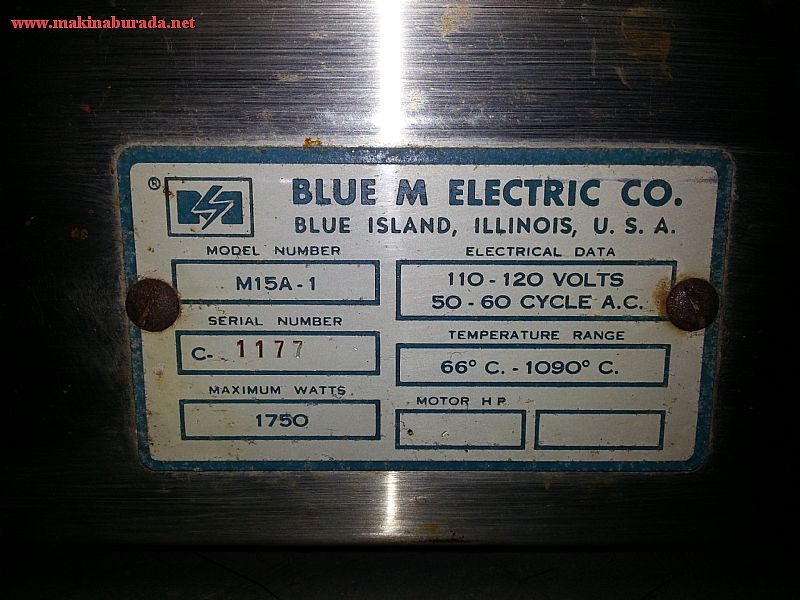 www.makinaburada.net
®
BLUE M ELECTRIC CO.
BLUE ISLAND, ILLINOIS, U. S. A.
MODEL NUMBER
M15A-1
SERIAL NUMBER
C- 1177
MAXIMUM WATTS
1750
ELECTRICAL DATA
110 - 120 VOLTS
50 - 60 CYCLE A.C.
TEMPERATURE RANGE
66° C. - 1090° C.
MOTOR H P